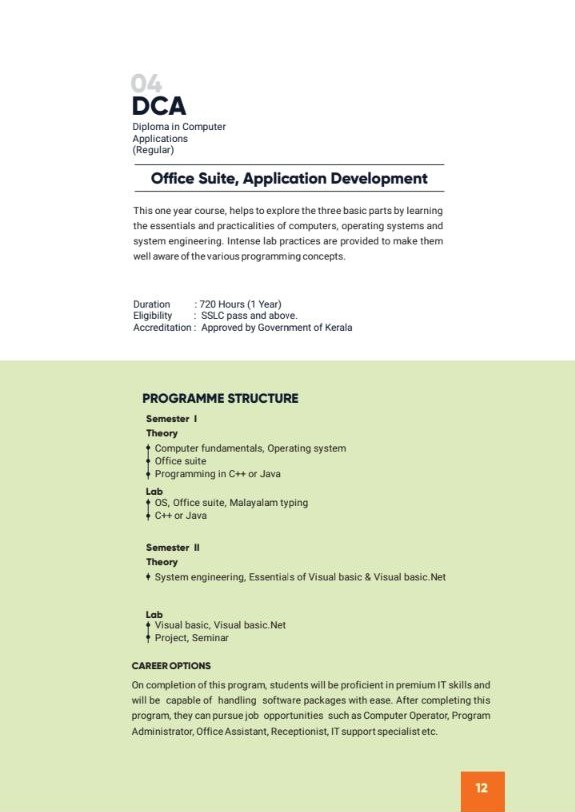 04
DCA
Diploma in Computer
Applications
(Regular)
Office Suite, Application Development
This one year course, helps to explore the three basic parts by learning
the essentials and practicalities of computers, operating systems and
system engineering. Intense lab practices are provided to make them
well aware of the various programming concepts.
Duration : 720 Hours (1 Year)
Eligibility : SSLC pass and above.
Accreditation : Approved by Government of Kerala
PROGRAMME STRUCTURE
Semester I
Theory
Computer fundamentals, Operating system
Office suite
Programming in C++ or Java
Lab
OS, Office suite, Malayalam typing
C++ or Java
Semester II
Theory
System engineering, Essentials of Visual basic & Visual basic.Net
Lab
Visual basic, Visual basic.Net
Project, Seminar
CAREER OPTIONS
On completion of this program, students will be proficient in premium IT skills and
will be capable of handling software packages with ease. After completing this
program, they can pursue job opportunities such as Computer Operator, Program
Administrator, Office Assistant, Receptionist, IT support specialist etc.
12